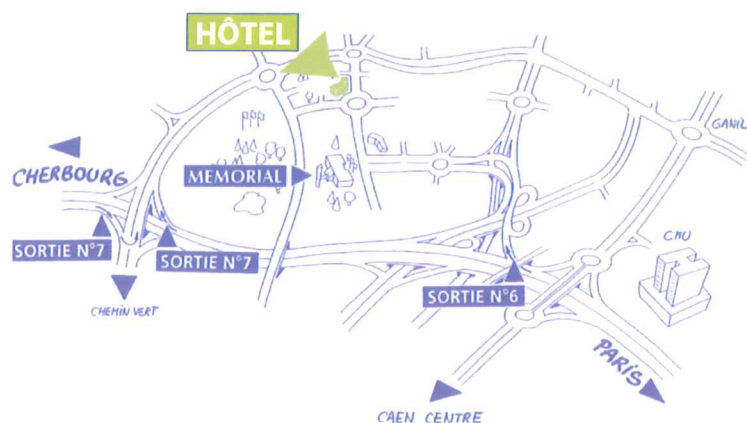 HÔTEL
GANIL
CHERBOURG
MEMORIAL
CHU
SORTIE N°7
SORTIE N°7
SORTIE N°6
CHEMIN VERT
PARIS
CAEN CENTRE